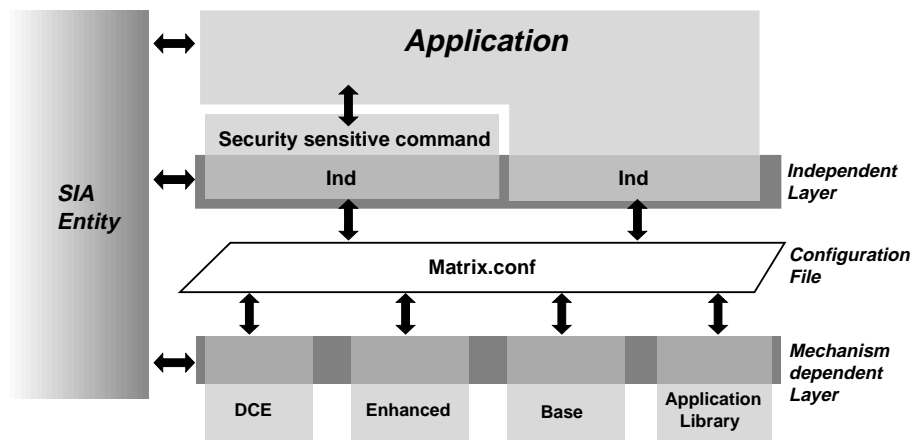 Application
Security sensitive command
Ind
Ind
Independent
Layer
SIA
Entity
Matrix.conf
Configuration
File
Mechanism
dependent
Layer
DCE
Enhanced
Base
Application
Library